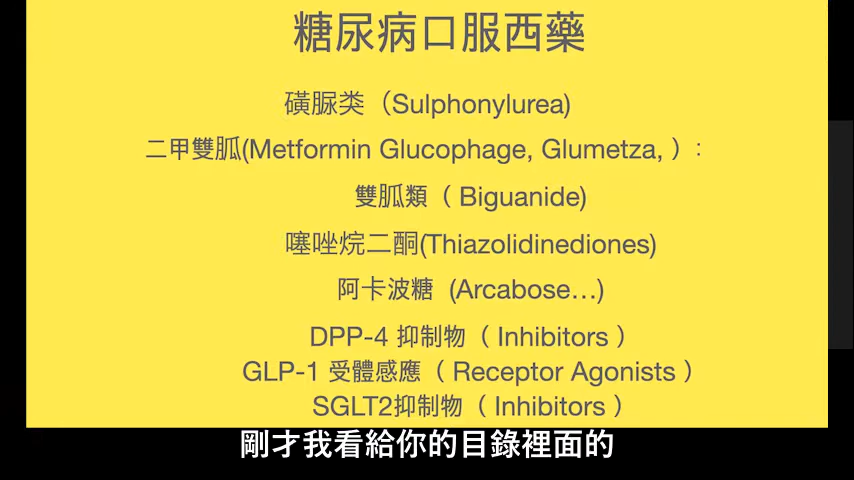 糖尿病口服西藥
磺脲类（Sulphonylurea)
二甲雙胍(Metformin Glucophage, Glumetza, ）：
雙胍類（ Biguanide)
噻唑烷二酮(Thiazolidinediones)
阿卡波糖 (Arcabose…)
DPP-4 抑制物（ Inhibitors ）
GLP-1 受體感應（ Receptor Agonists ）
SGLT2抑制物（ Inhibitors ）
剛才我看給你的目錄裡面的